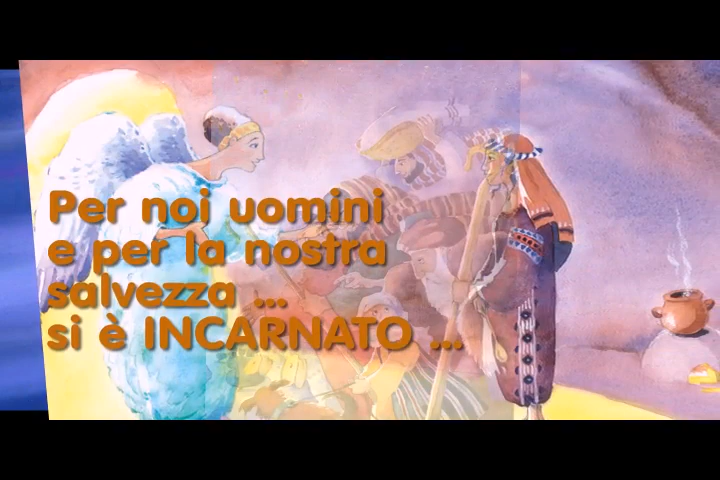 Per noi uomini
e per la nostra
salvezza ...
si è INCARNATO ...